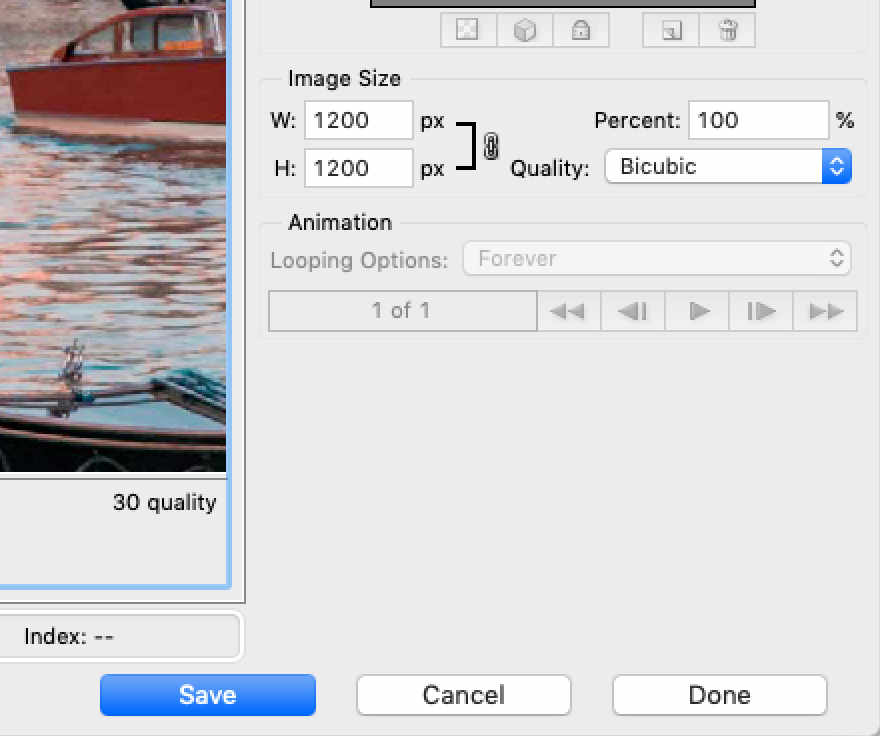 Image Size
W: 1200 px
Percent: 100 %
H: 1200 px
Quality: Bicubic
Animation
Looping Options: Forever
1 of 1
30 quality
Index: --
Save
Cancel
Done